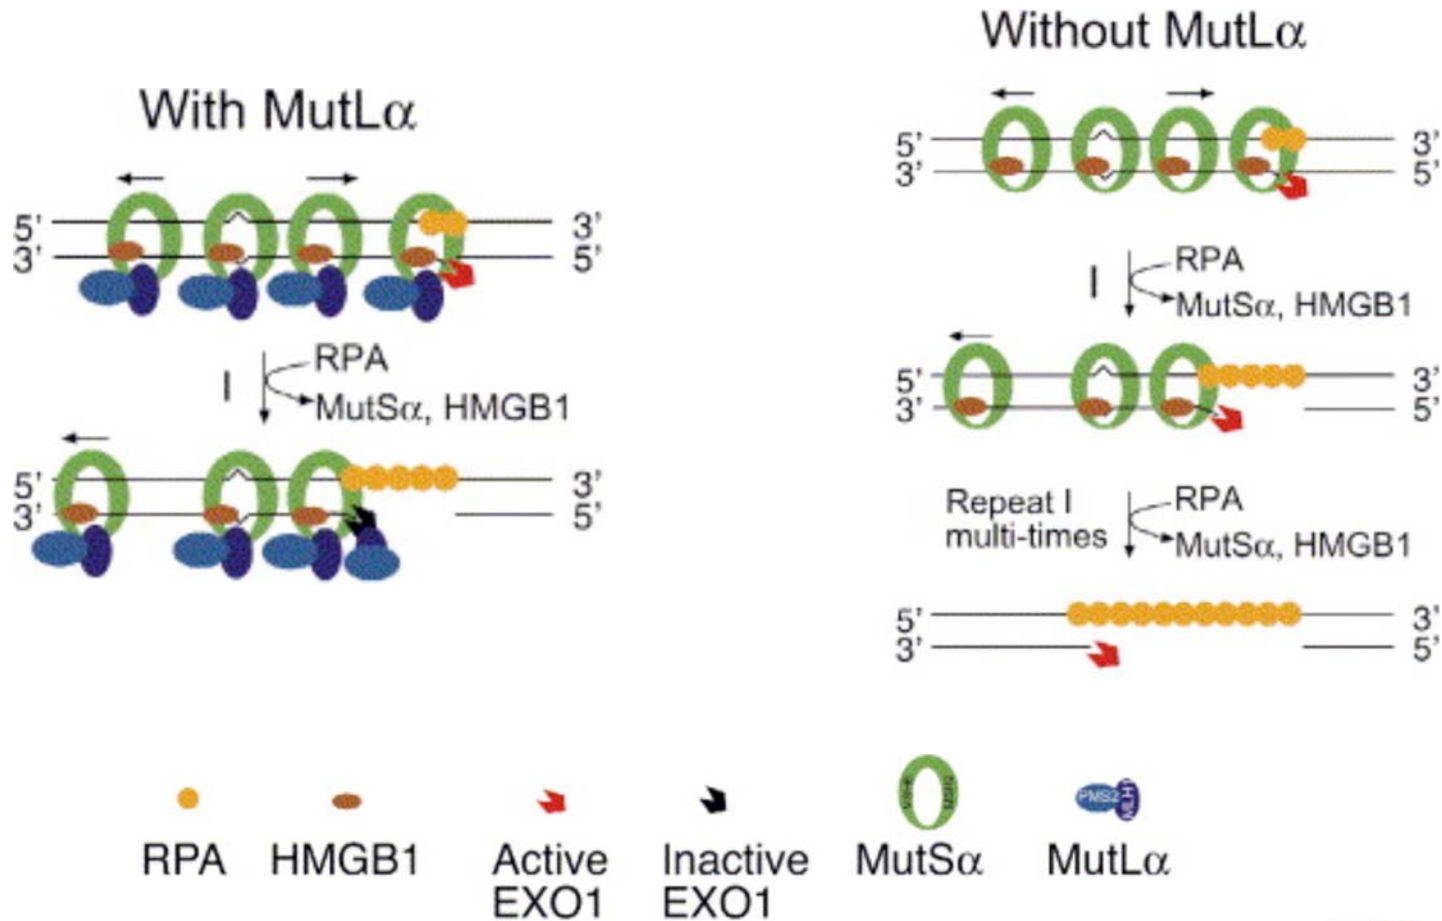 With MutLα
5' 3'
3' 5'
I
RPA
MutSα, HMGB1
5' 3'
3' 5'
Without MutLα
5' 3'
3' 5'
I
RPA
MutSα, HMGB1
5' 3'
3' 5'
Repeat I
multi-times
RPA
MutSα, HMGB1
5' 3'
3' 5'
RPA
HMGB1
Active
EXO1
Inactive
EXO1
MutSα
PMS2
MLH1
MutLα